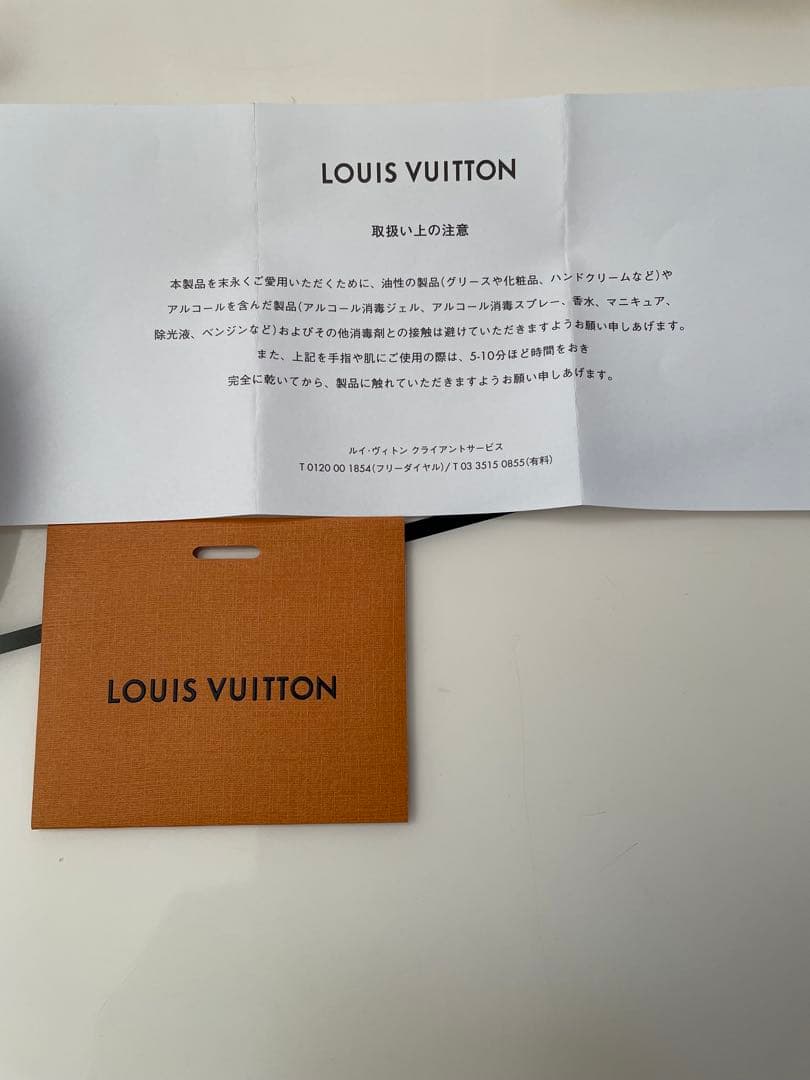 LOUIS VUITTON
取扱い上の注意
本製品を末永くご愛用いただくために、油性の製品(グリースや化粧品、ハンドクリームなど)や
アルコールを含んだ製品(アルコール消毒ジェル、アルコール消毒スプレー、香水、マニキュア、
除光液、ベンジンなど)およびその他消毒剤との接触は避けていただきますようお願い申しあげます。
また、上記を手指や肌にご使用の際は、5-10分ほど時間をおき
完全に乾いてから、製品に触れていただきますようお願い申しあげます。
ルイ・ヴィトン クライアントサービス
T 0120 00 1854(フリーダイヤル)/ T 03 3515 0855(有料)
LOUIS VUITTON